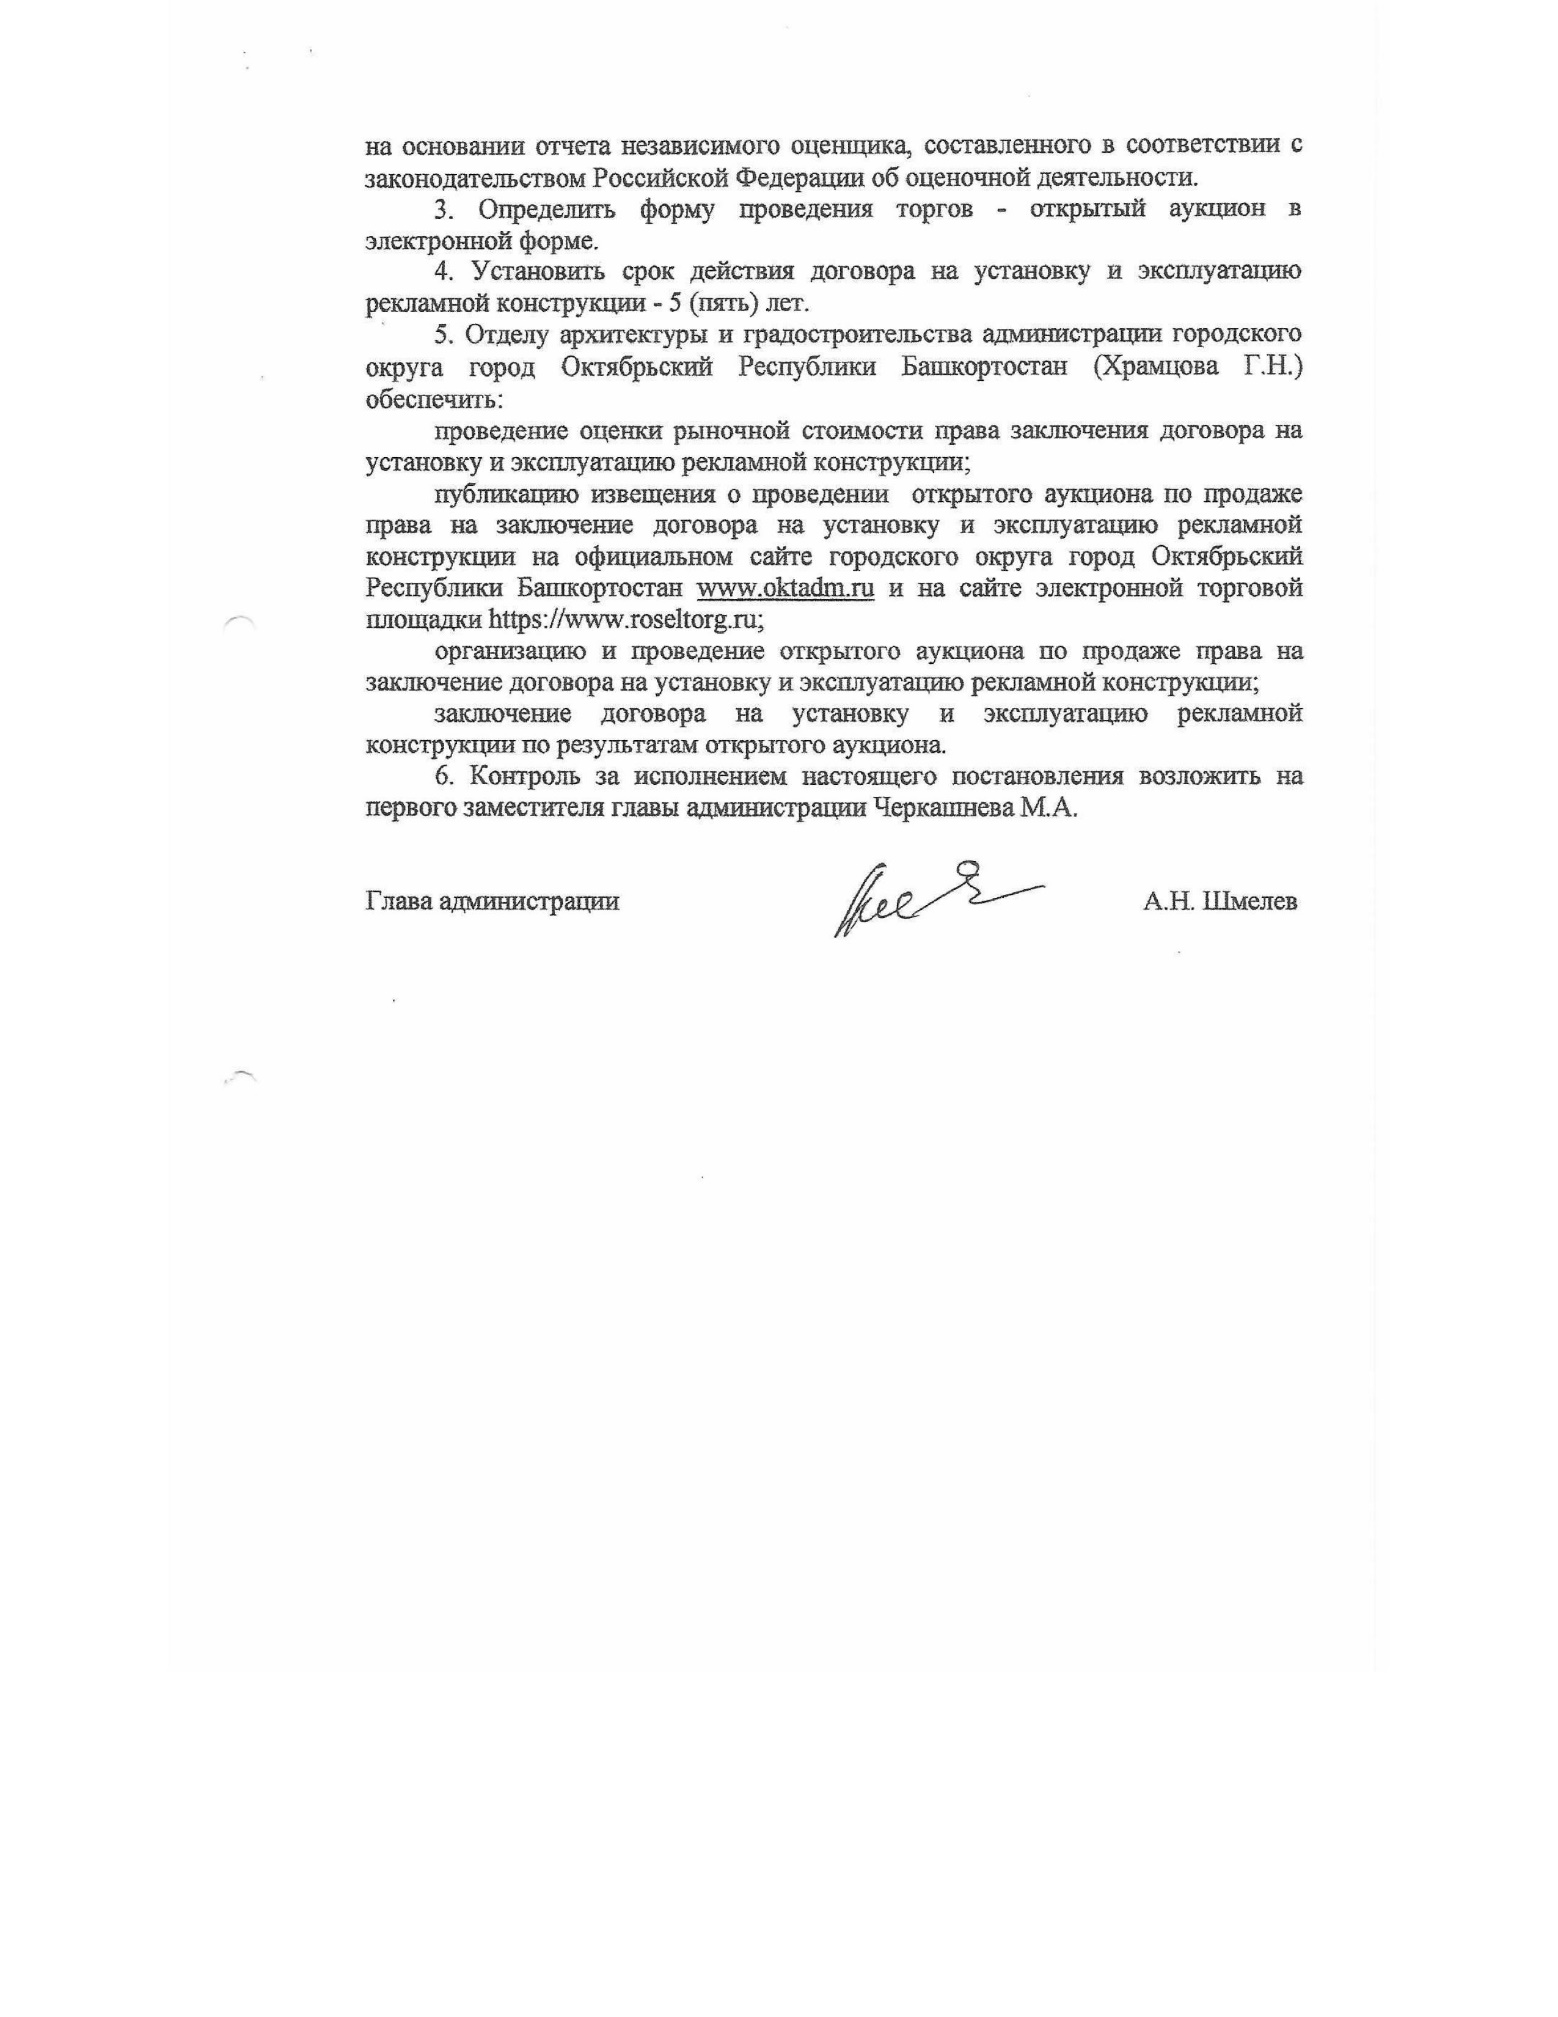 на основании отчета независимого оценщика, составленного в соответствии с
законодательством Российской Федерации об оценочной деятельности.
3. Определить форму проведения торгов - открытый аукцион в
электронной форме.
4. Установить срок действия договора на установку и эксплуатацию
рекламной конструкции - 5 (пять) лет.
5. Отделу архитектуры и градостроительства администрации городского
округа город Октябрьский Республики Башкортостан (Храмцова Г.Н.)
обеспечить:
проведение оценки рыночной стоимости права заключения договора на
установку и эксплуатацию рекламной конструкции;
публикацию извещения о проведении открытого аукциона по продаже
права на заключение договора на установку и эксплуатацию рекламной
конструкции на официальном сайте городского округа город Октябрьский
Республики Башкортостан www.oktadm.ru и на сайте электронной торговой
площадки https://www.roseltorg.ru;
организацию и проведение открытого аукциона по продаже права на
заключение договора на установку и эксплуатацию рекламной конструкции;
заключение договора на установку и эксплуатацию рекламной
конструкции по результатам открытого аукциона.
6. Контроль за исполнением настоящего постановления возложить на
первого заместителя главы администрации Черкашнева М.А.
Глава администрации А.Н. Шмелев